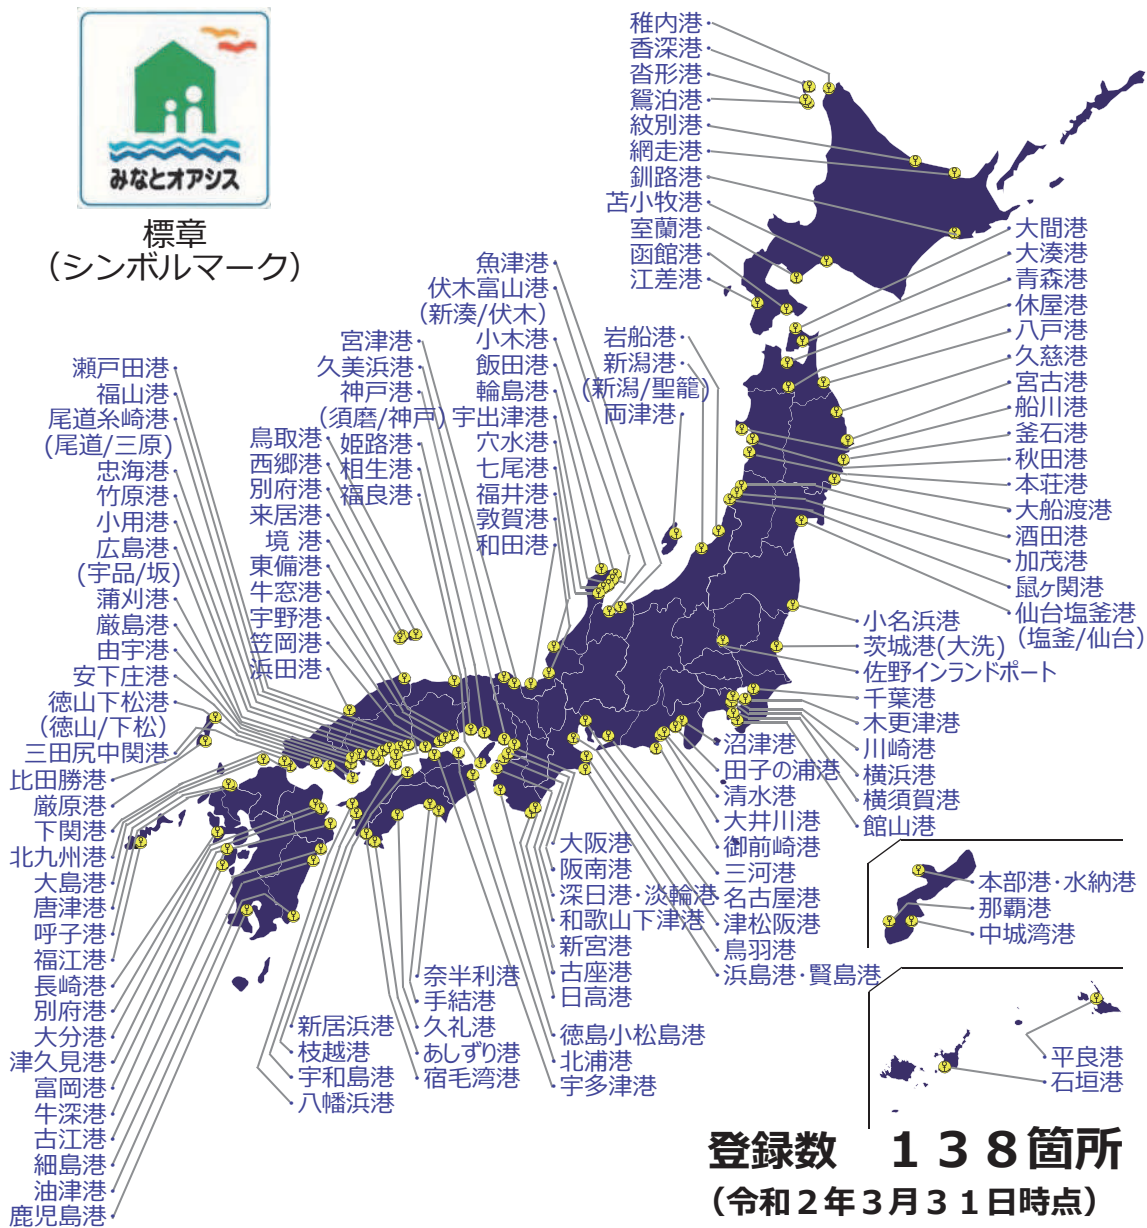 みなとオアシス
標章
（シンボルマーク）
稚内港
香深港
沓形港
鴛泊港
紋別港
網走港
釧路港
苫小牧港
室蘭港
函館港
江差港
大間港
大湊港
青森港
休屋港
八戸港
久慈港
宮古港
船川港
釜石港
秋田港
本荘港
大船渡港
酒田港
加茂港
鼠ヶ関港
仙台塩釜港
(塩釜/仙台)
岩船港
新潟港
(新潟/聖籠)
両津港
魚津港
伏木富山港
(新湊/伏木)
小木港
飯田港
輪島港
宇出津港
穴水港
七尾港
福井港
敦賀港
和田港
宮津港
久美浜港
神戸港
(須磨/神戸)
姫路港
相生港
福良港
鳥取港
西郷港
別府港
来居港
境 港
東備港
牛窓港
宇野港
笠岡港
浜田港
瀬戸田港
福山港
尾道糸崎港
(尾道/三原)
忠海港
竹原港
小用港
広島港
(宇品/坂)
蒲刈港
厳島港
由宇港
安下庄港
徳山下松港
(徳山/下松)
三田尻中関港
比田勝港
厳原港
下関港
北九州港
大島港
唐津港
呼子港
福江港
長崎港
別府港
大分港
津久見港
富岡港
牛深港
古江港
細島港
油津港
鹿児島港
小名浜港
茨城港(大洗)
佐野インランドポート
千葉港
木更津港
川崎港
横浜港
横須賀港
館山港
沼津港
田子の浦港
清水港
大井川港
御前崎港
三河港
名古屋港
津松阪港
鳥羽港
浜島港・賢島港
大阪港
阪南港
深日港・淡輪港
和歌山下津港
新宮港
古座港
日高港
徳島小松島港
北浦港
宇多津港
奈半利港
手結港
久礼港
あしずり港
宿毛湾港
新居浜港
枝越港
宇和島港
八幡浜港
本部港・水納港
那覇港
中城湾港
平良港
石垣港
登録数　１３８箇所
（令和２年３月３１日時点）